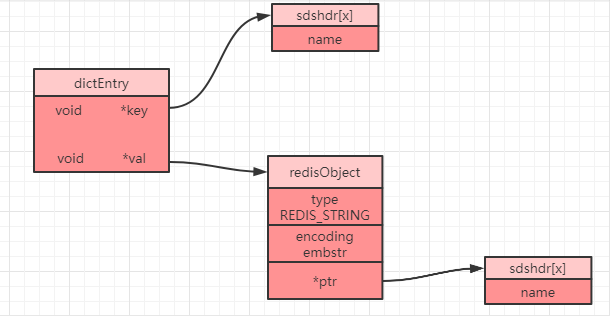 sdshdr[x]
name
dictEntry
void *key
void *val
redisObject
type
REDIS_STRING
encoding
embstr
*ptr
sdshdr[x]
name